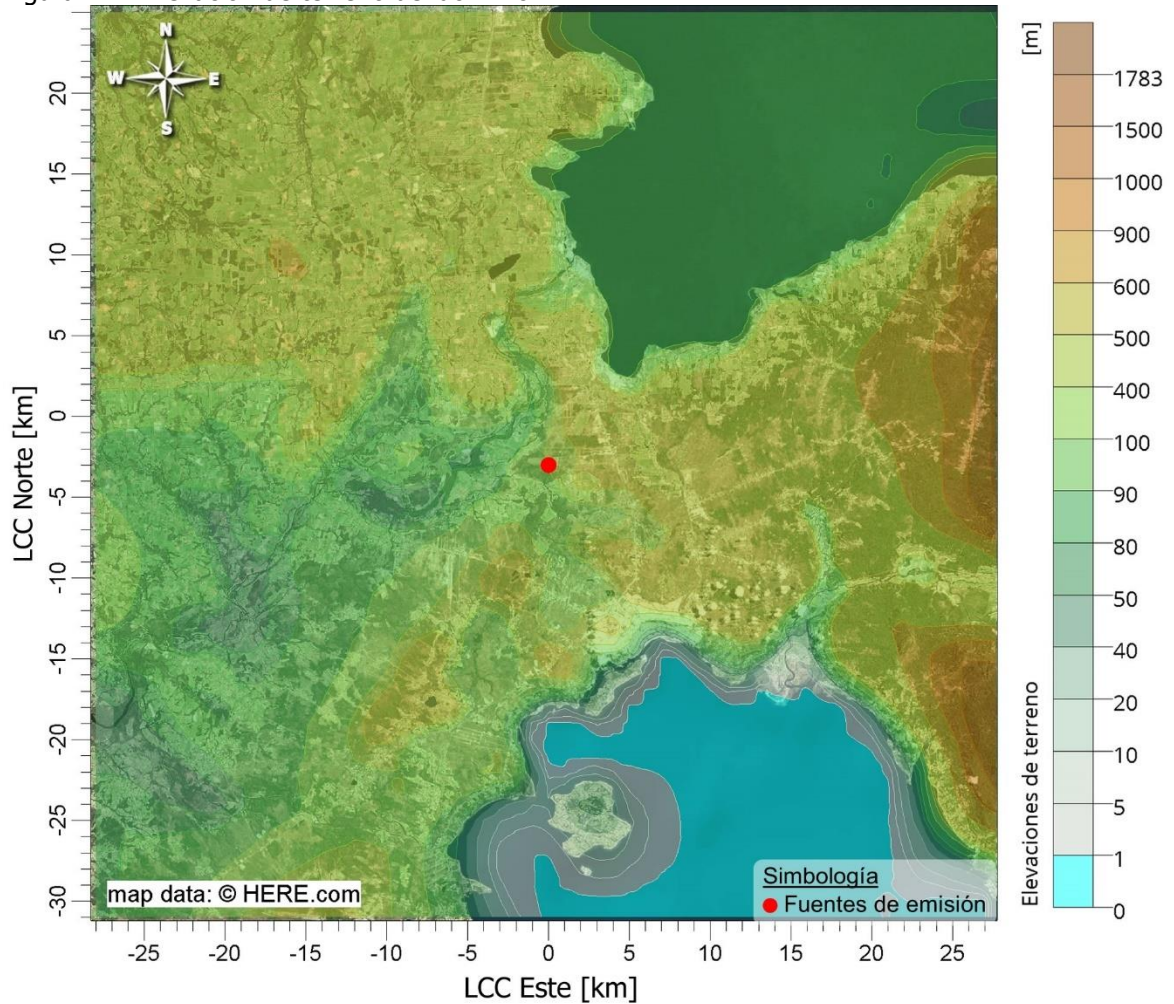 N
W E
S
[m]
1783
1500
1000
900
600
500
400
100
90
80
50
40
20
10
5
1
0
Elevaciones de terreno
20
15
10
5
0
-5
-10
-15
-20
-25
-30
LCC Norte [km]
map data: © HERE.com
Simbología
Fuentes de emisión
-25 -20 -15 -10 -5 0 5 10 15 20 25
LCC Este [km]